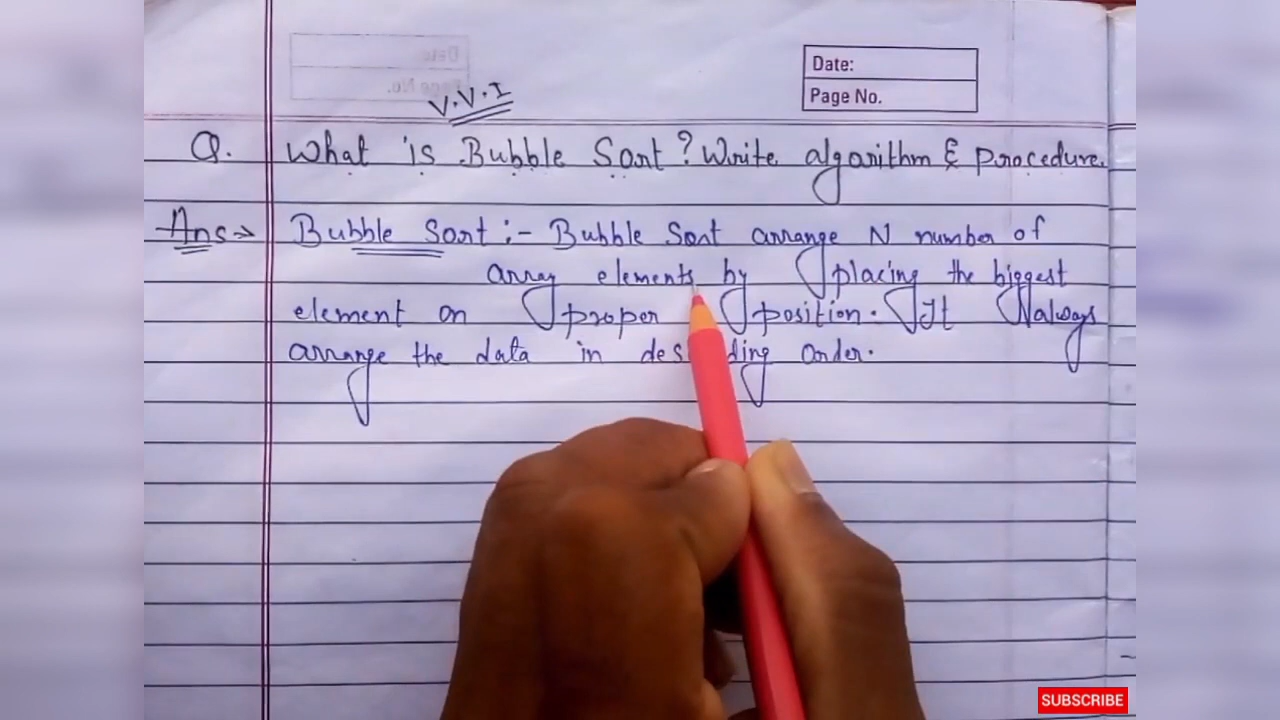 Date:
Page No.
V.V.I
Q. What is Bubble Sort? Write algorithm & procedure.
Ans→ Bubble Sort :- Bubble Sort arrange N number of
array elements by placing the biggest
element on proper position. It always
arrange the data in order.
SUBSCRIBE